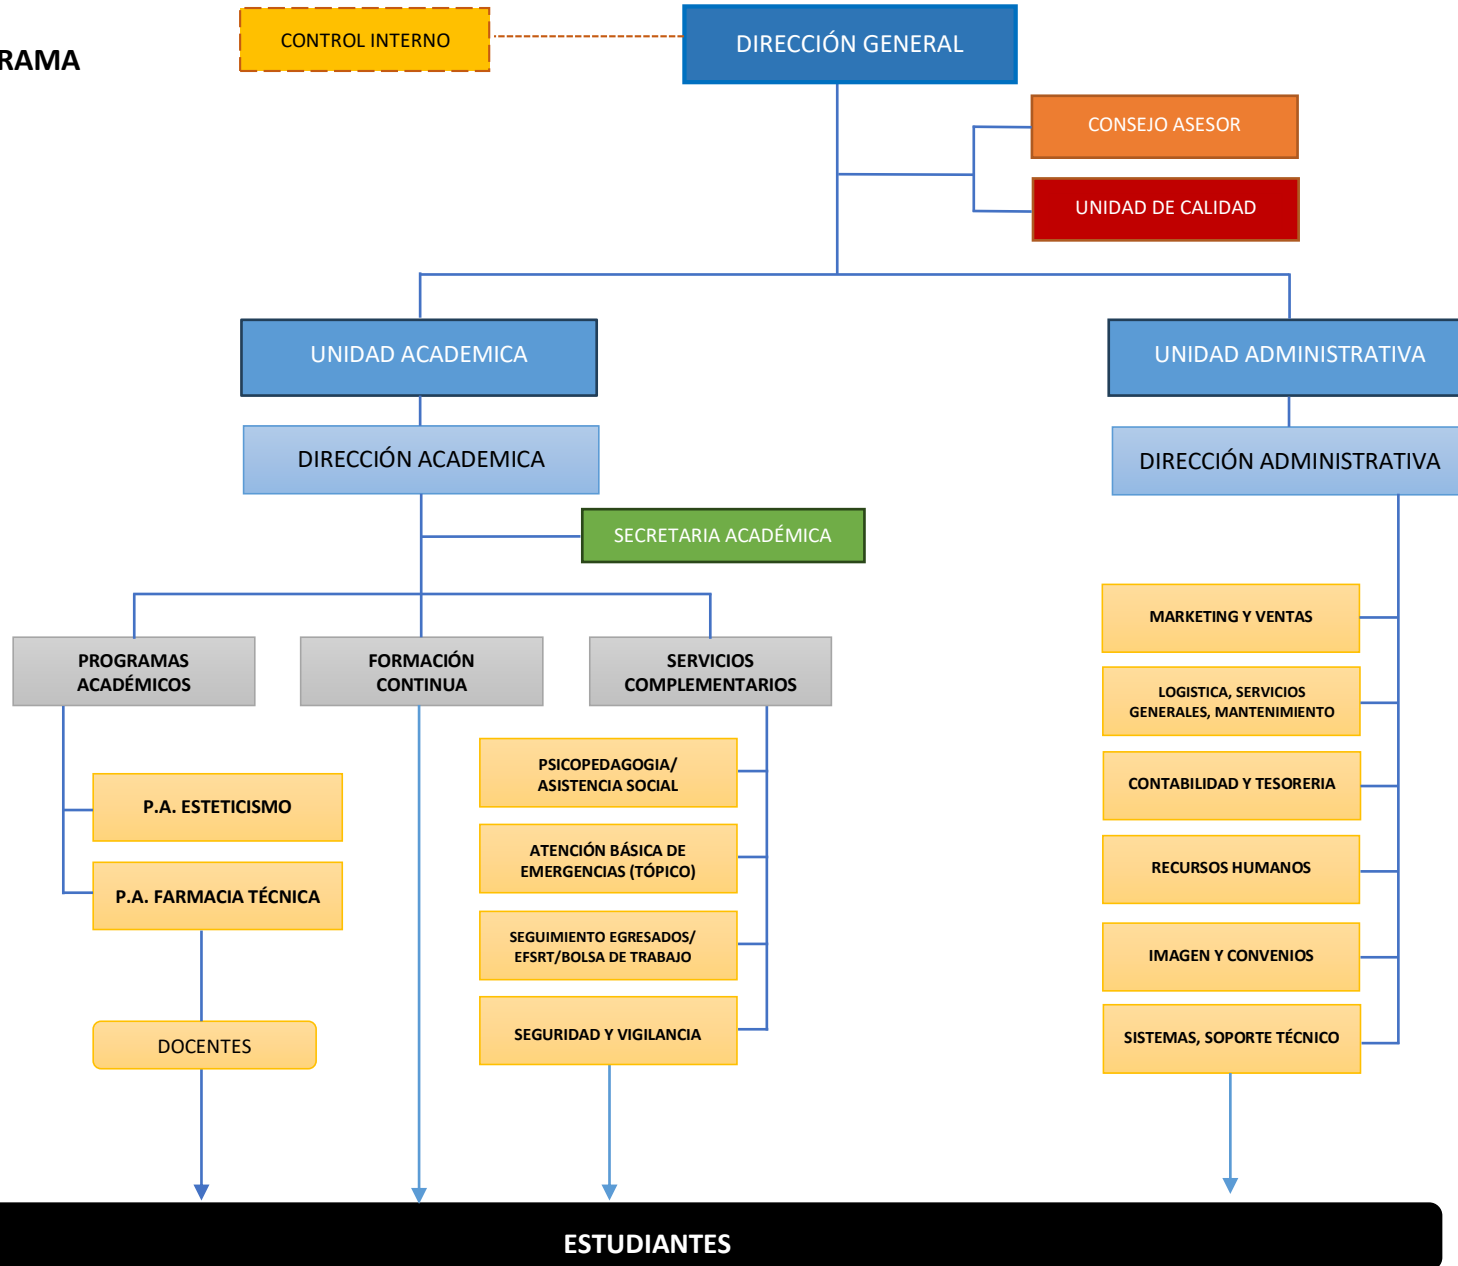 CONTROL INTERNO
DIRECCIÓN GENERAL
RAMA
CONSEJO ASESOR
UNIDAD DE CALIDAD
UNIDAD ACADEMICA
UNIDAD ADMINISTRATIVA
DIRECCIÓN ACADEMICA
DIRECCIÓN ADMINISTRATIVA
SECRETARIA ACADÉMICA
PROGRAMAS
ACADÉMICOS
FORMACIÓN
CONTINUA
SERVICIOS
COMPLEMENTARIOS
P.A. ESTETICISMO
P.A. FARMACIA TÉCNICA
DOCENTES
PSICOPEDAGOGIA/
ASISTENCIA SOCIAL
ATENCIÓN BÁSICA DE
EMERGENCIAS (TÓPICO)
SEGUIMIENTO EGRESADOS/
EFSRT/BOLSA DE TRABAJO
SEGURIDAD Y VIGILANCIA
MARKETING Y VENTAS
LOGISTICA, SERVICIOS
GENERALES, MANTENIMIENTO
CONTABILIDAD Y TESORERIA
RECURSOS HUMANOS
IMAGEN Y CONVENIOS
SISTEMAS, SOPORTE TÉCNICO
ESTUDIANTES